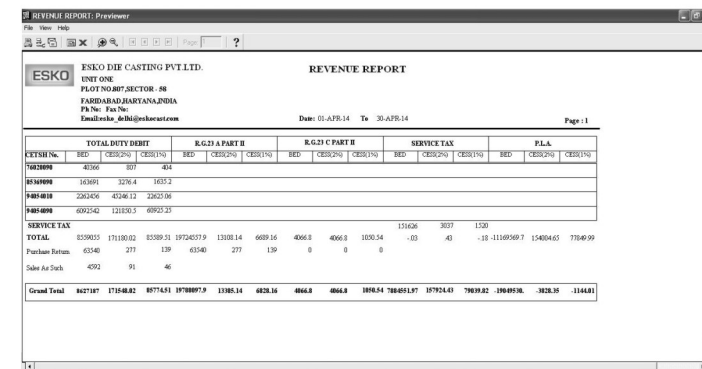 REVENUE REPORT: Previewer
File View Help
Page: 1 ?
ESKO
ESKO DIE CASTING PVT.LTD. REVENUE REPORT
UNIT ONE
PLOT NO.807,SECTOR - 58
FARIDABAD,HARYANA,INDIA
Ph No: Fax No:
Email:esko_delhi@eskocast.com Date: 01-APR-14 To 30-APR-14 Page : 1
TOTAL DUTY DEBIT R.G.23 A PART II R.G.23 C PART II SERVICE TAX P.L.A.
CETSH No. BED CESS(2%) CESS(1%) BED CESS(2%) CESS(1%) BED CESS(2%) CESS(1%) BED CESS(2%) CESS(1%) BED CESS(2%) CESS(1%)
76020090 40366 807 404
85369090 163691 3276.4 1635.2
94054010 2262456 45246.12 22625.06
94054090 6092542 121850.5 60925.25
SERVICE TAX 151626 3037 1520
TOTAL 8559055 171180.02 85589.51 19724557.9 13108.14 6689.16 4066.8 4066.8 1050.54 -.03 .43 -.18 -11169569.7 154004.65 77849.99
Purchase Return 63540 277 139 63540 277 139 0 0 0
Sales As Such 4592 91 46
Grand Total 8627187 171548.02 85774.51 19788097.9 13385.14 6828.16 4066.8 4066.8 1050.54 7084551.97 157924.43 79039.82 -19049530. -3028.35 -1144.01